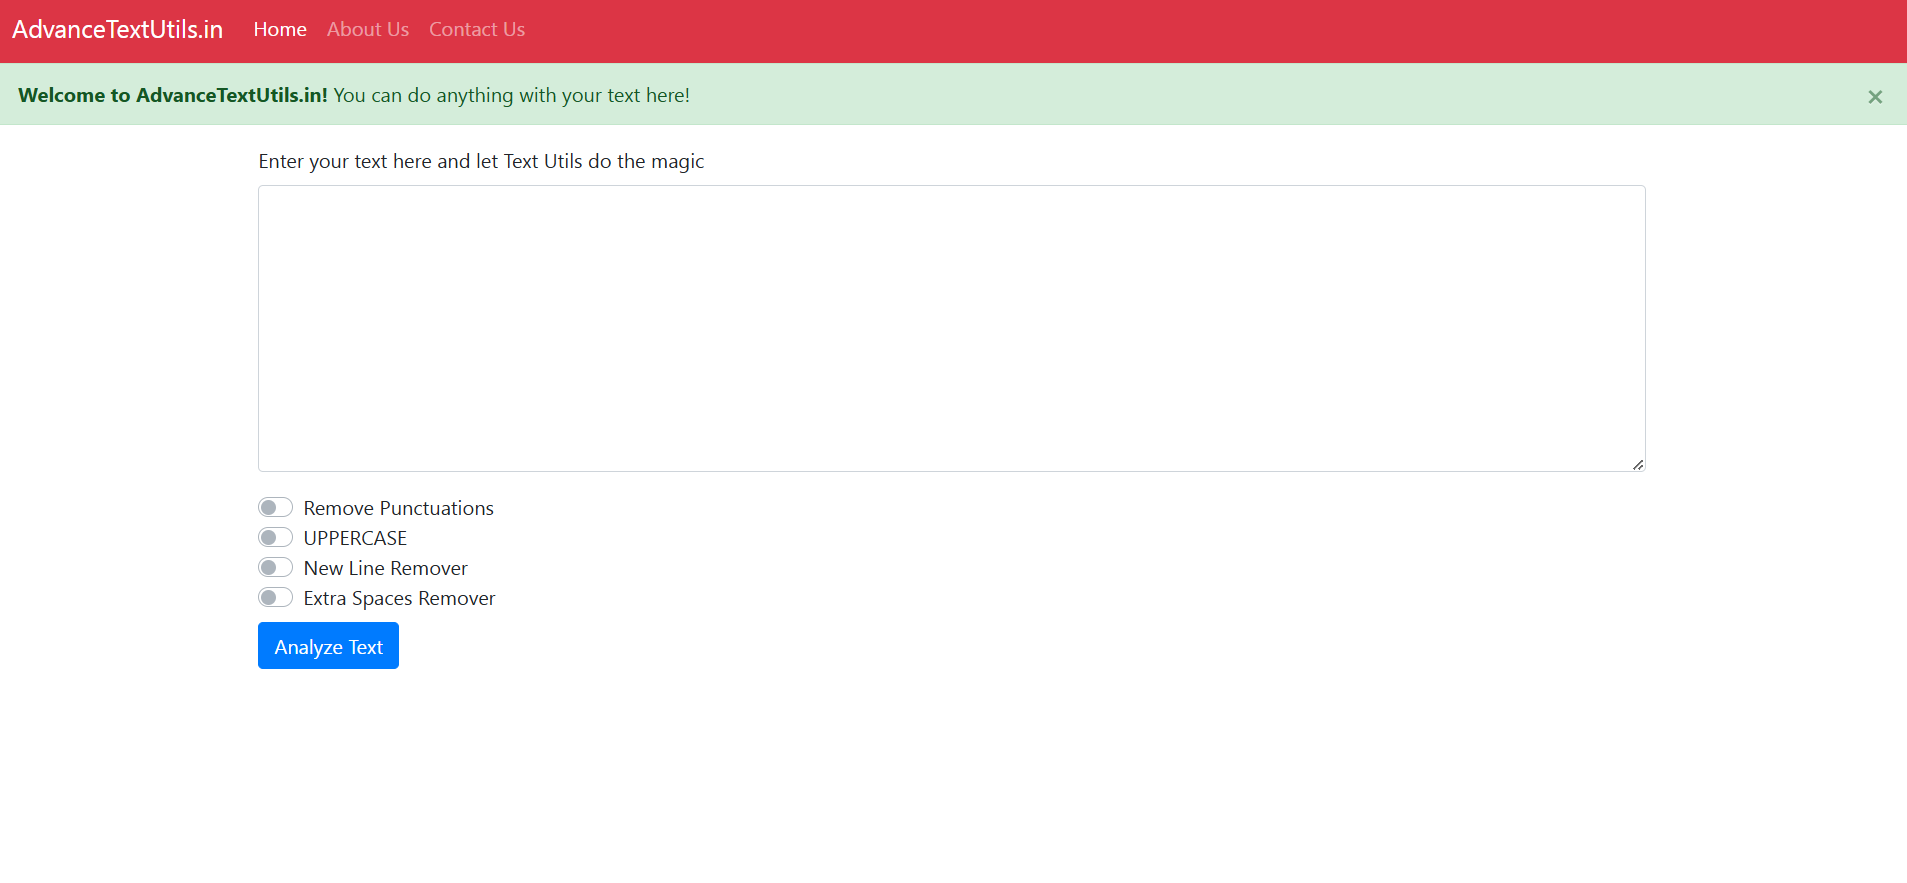 AdvanceTextUtils.in Home About Us Contact Us
Welcome to AdvanceTextUtils.in! You can do anything with your text here! ×
Enter your text here and let Text Utils do the magic
Remove Punctuations
UPPERCASE
New Line Remover
Extra Spaces Remover
Analyze Text